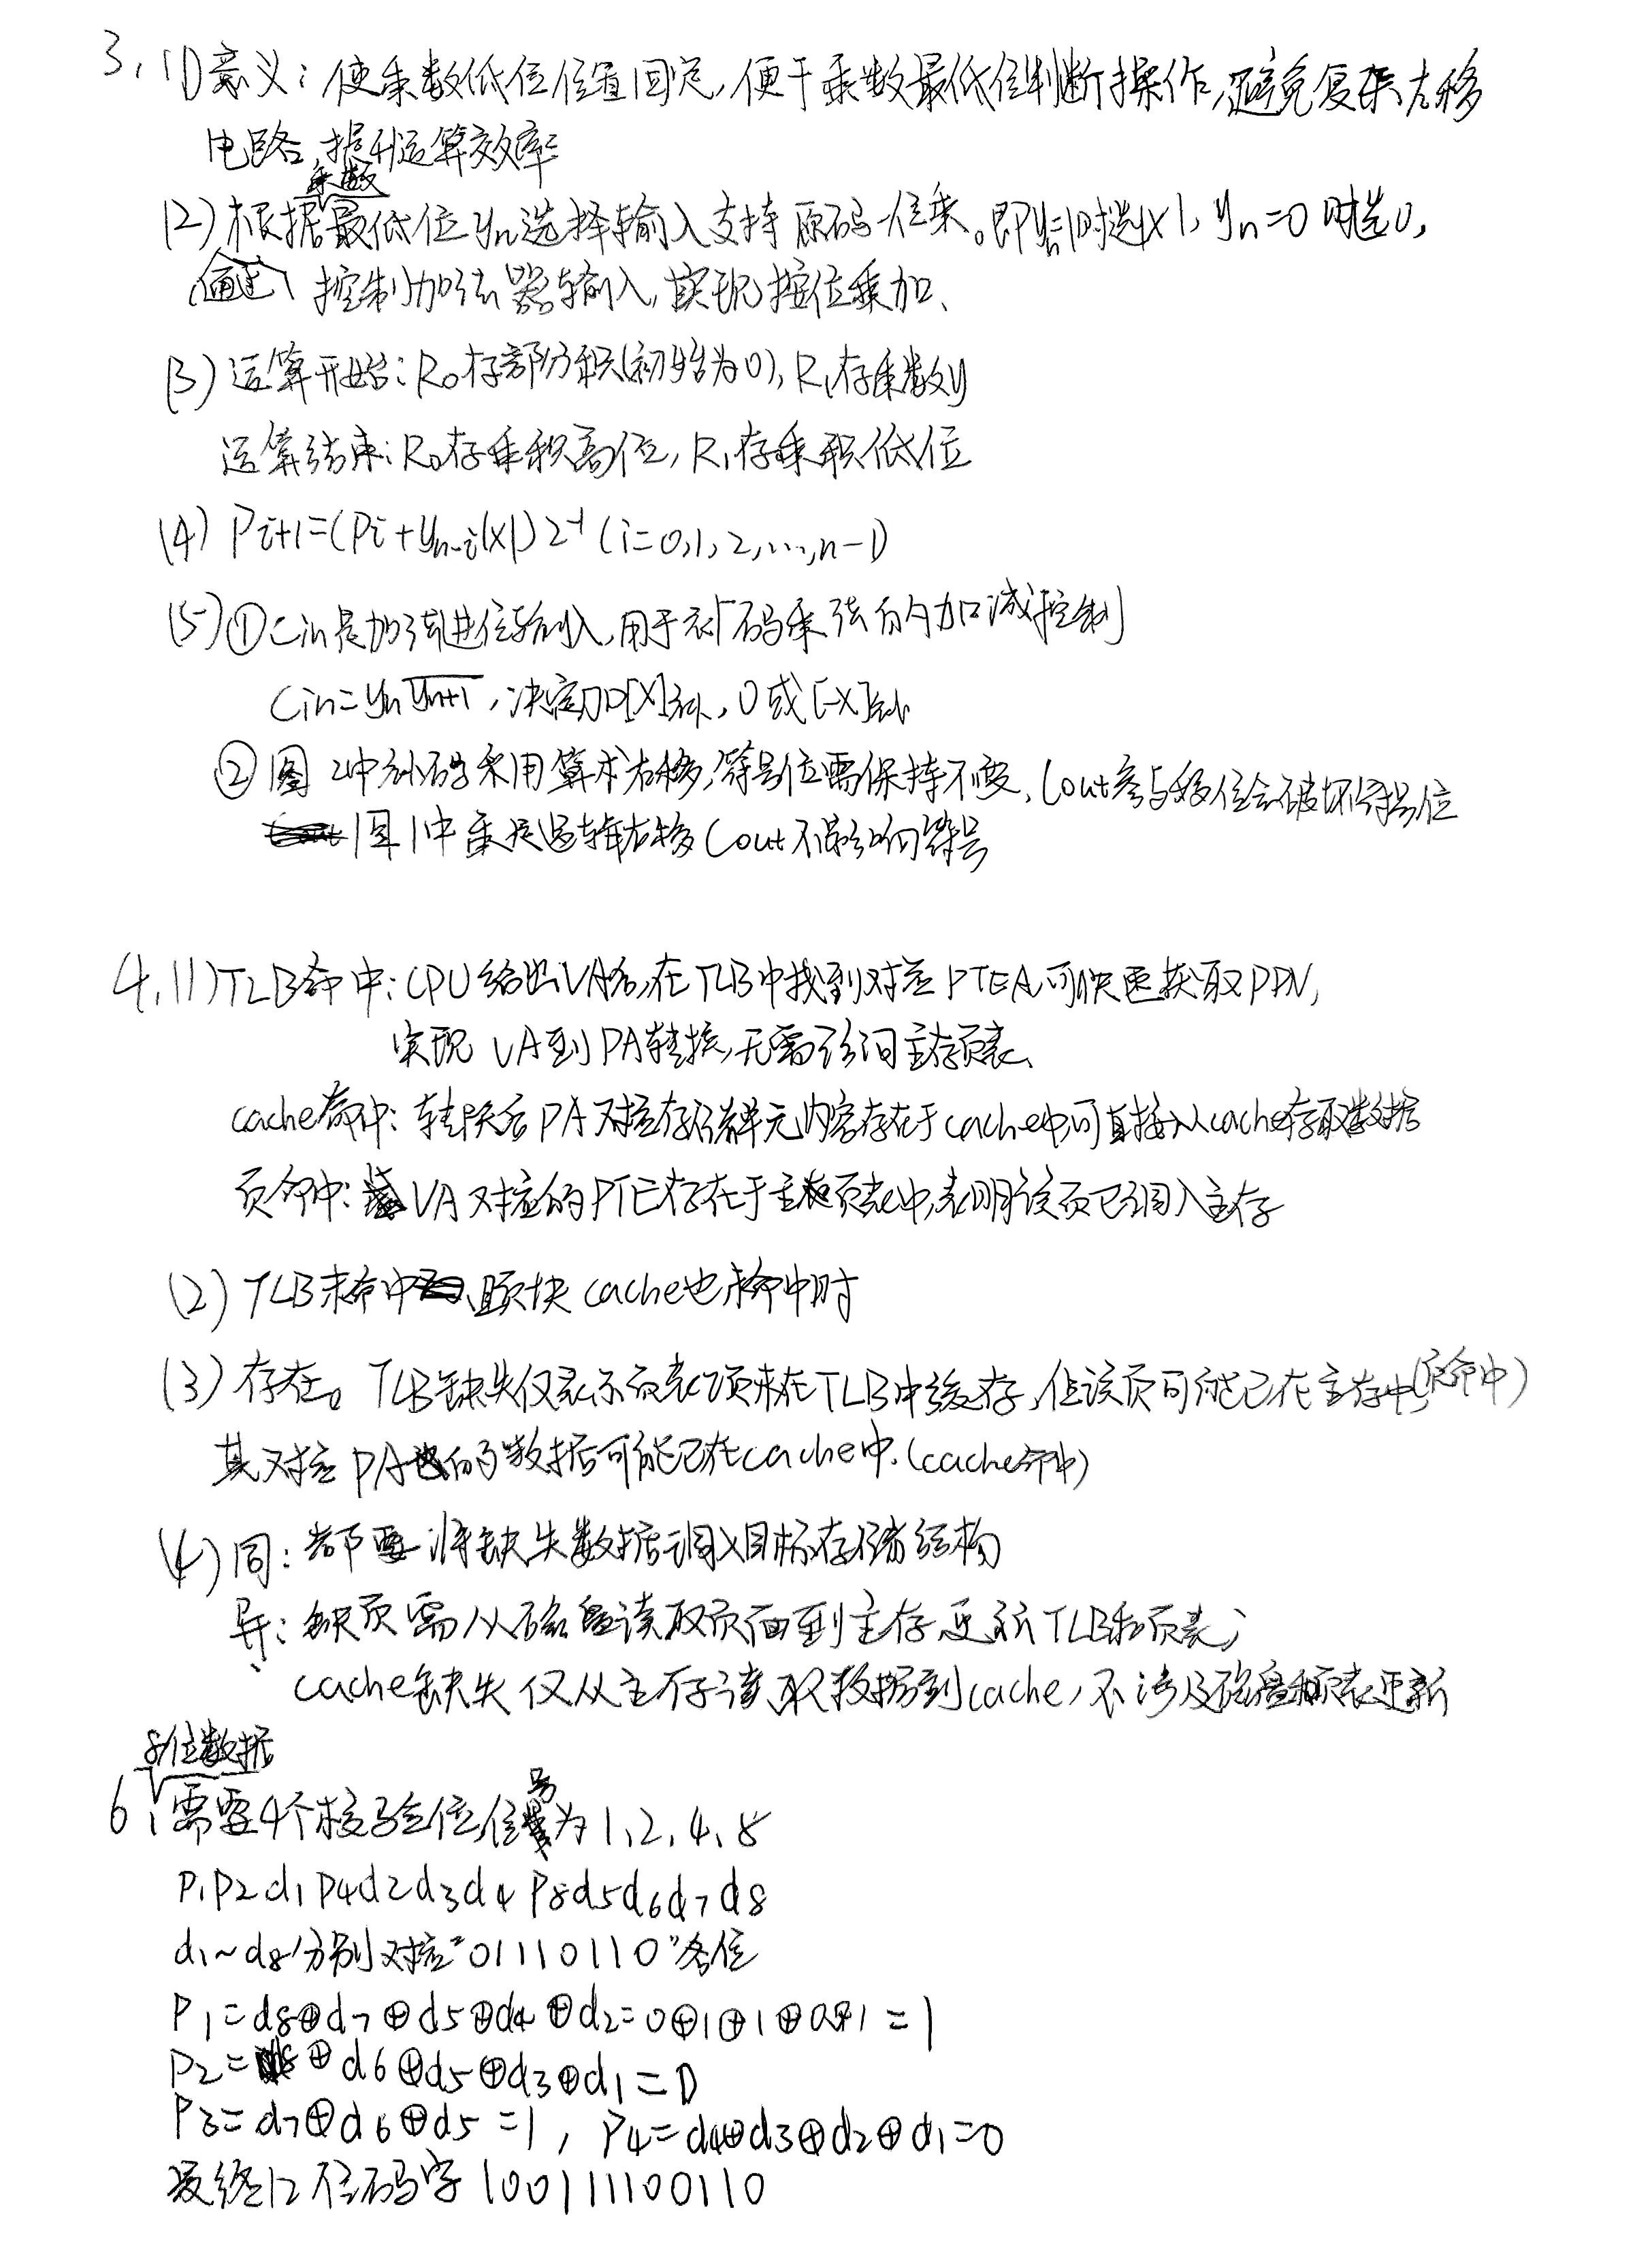 3.(1)意义：使乘数低位位置固定，便于乘数最低位判断操作，避免复杂左移
电路，提升运算效率
(2)根据乘数最低位yn选择输入支持原码一位乘。即yn=1时选|X|，yn=0时选0，
通过控制加法器输入，实现按位乘加、
(3)运算开始：R₀存部分积(初始为0)，R₁存乘数y
运算结束：R₀存乘积高位，R₁存乘积低位
(4) Pi+1=(Pi+yn-i|X|)2⁻¹ (i=0,1,2,...,n-1)
(5)①Cin是加法进位输入，用于补码乘法的加减控制
Cin=yn y̅n̅+̅1̅，决定加[X]补，0或[-X]补
②图2中补码采用算术右移，符号位需保持不变，Cout参与移位会破坏符号位
图1中乘是逻辑右移Cout不影响符号
4.(1)TLB命中：CPU给出VA后，在TLB中找到对应PTEA，可快速获取PPN，
实现VA到PA转换，无需访问主存页表、
cache命中：转换后PA对应存储单元内容存在于cache中，可直接从cache存取数据
页命中：VA对应的PTE存在于主存页表中，表明该页已调入主存
(2)TLB未命中、且页快cache也未命中时
(3)存在。TLB缺失仅表示页表项未在TLB中缓存，但该页可能已在主存中(页命中)
其对应PA的数据可能已在cache中.(cache命中)
(4)同：都要将缺失数据调入目标存储结构
异：缺页需从磁盘读取页面到主存，更新TLB和页表；
cache缺失仅从主存读取数据到cache，不涉及磁盘和页表更新
6、8位数据需要4个校验位，位号为1、2、4、8
P₁P₂d₁P₄d₂d₃d₄P₈d₅d₆d₇d₈
d₁~d₈分别对应"01110110"各位
P₁=d₈⊕d₇⊕d₅⊕d₄⊕d₂=0⊕1⊕1⊕0⊕1=1
P₂=⊕d₆⊕d₅⊕d₃⊕d₁=0
P₃=d₇⊕d₆⊕d₅=1，P₄=d₄⊕d₃⊕d₂⊕d₁=0
最终12位码字100111100110